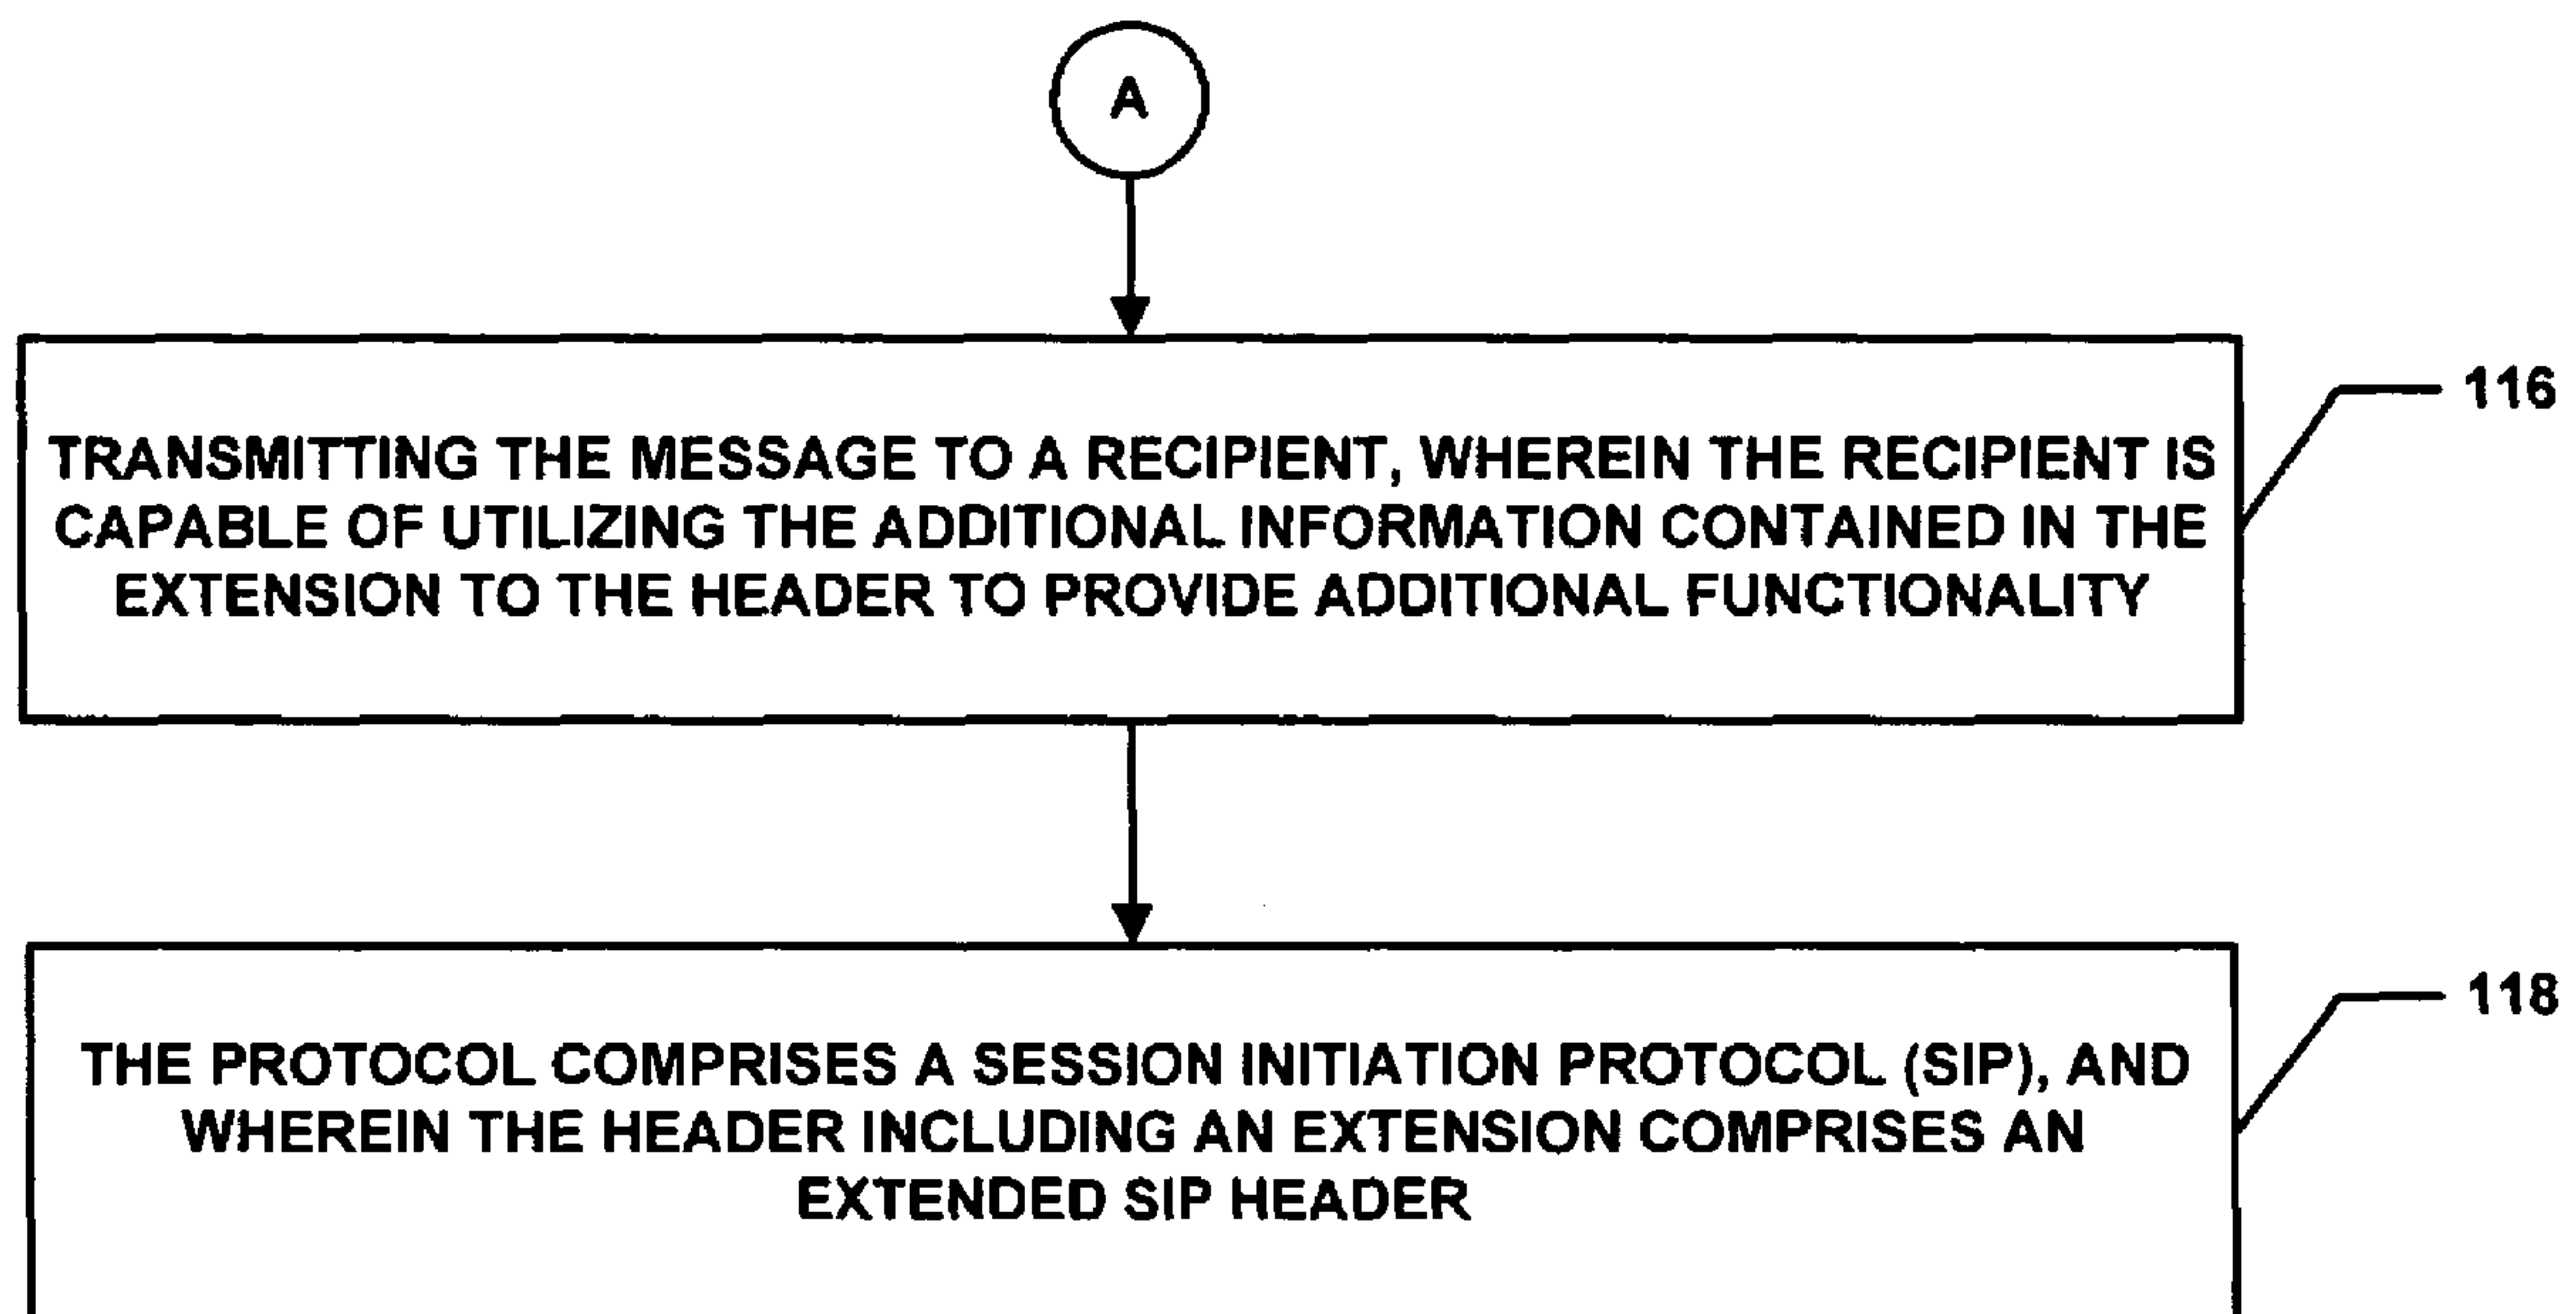 A
116
TRANSMITTING THE MESSAGE TO A RECIPIENT, WHEREIN THE RECIPIENT IS
CAPABLE OF UTILIZING THE ADDITIONAL INFORMATION CONTAINED IN THE
EXTENSION TO THE HEADER TO PROVIDE ADDITIONAL FUNCTIONALITY
118
THE PROTOCOL COMPRISES A SESSION INITIATION PROTOCOL (SIP), AND
WHEREIN THE HEADER INCLUDING AN EXTENSION COMPRISES AN
EXTENDED SIP HEADER